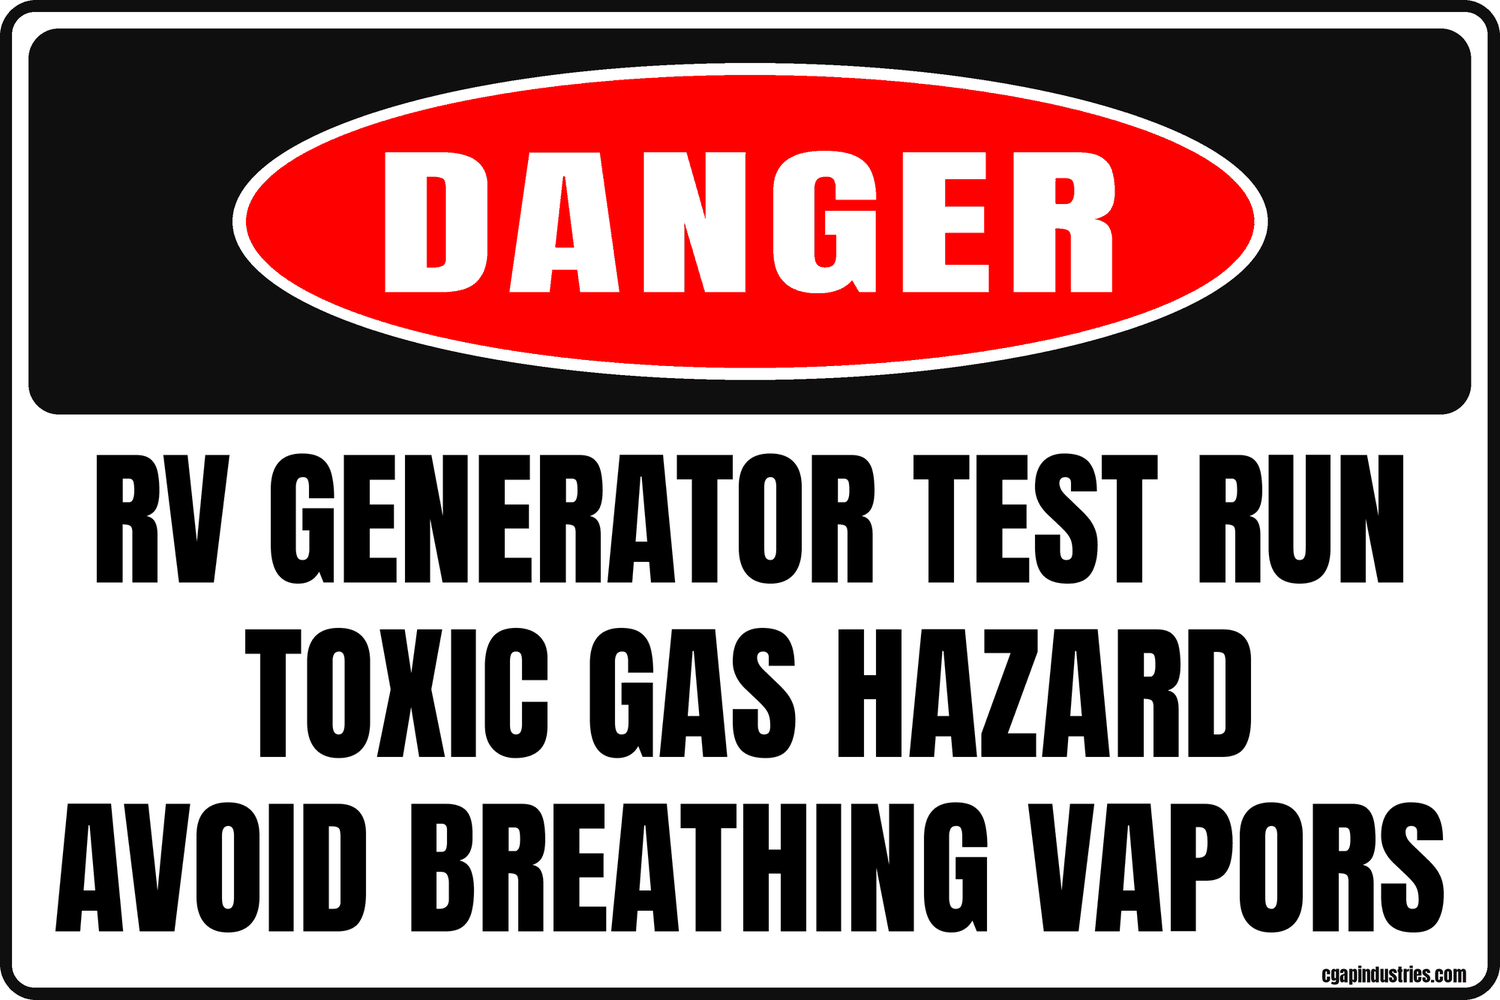 DANGER
RV GENERATOR TEST RUN
TOXIC GAS HAZARD
AVOID BREATHING VAPORS
cgapindustries.com